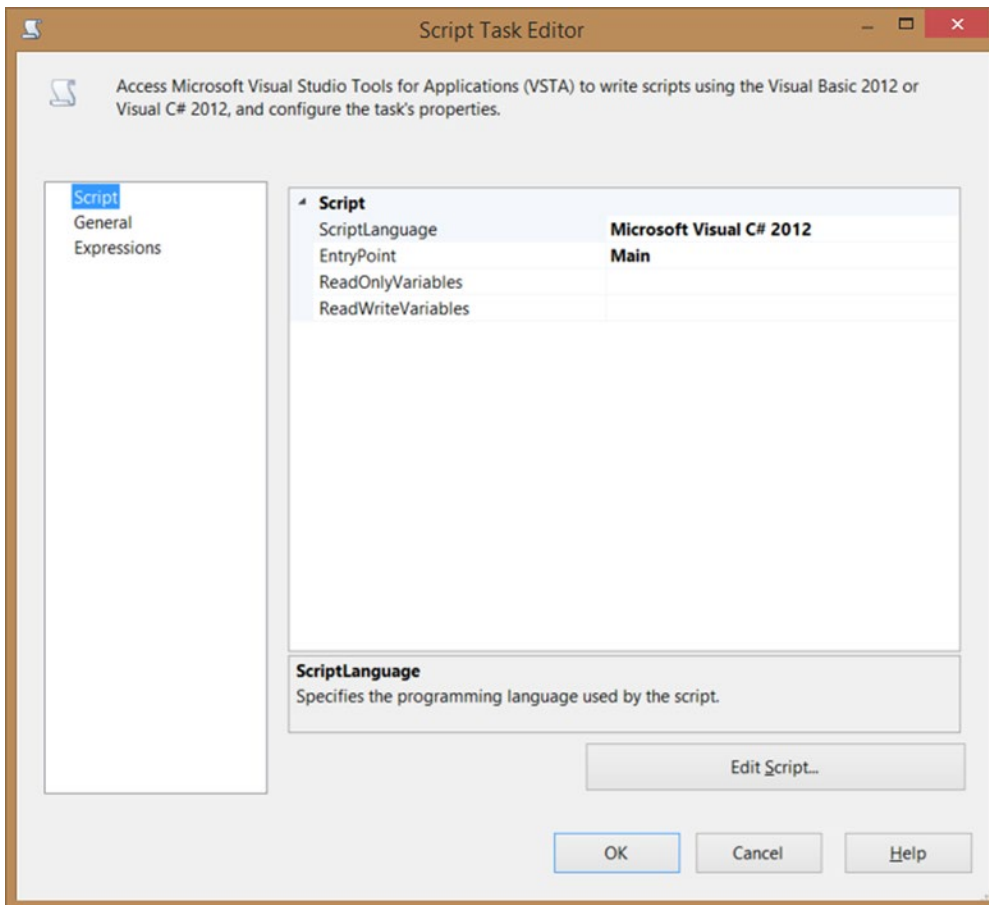 Script Task Editor
Access Microsoft Visual Studio Tools for Applications (VSTA) to write scripts using the Visual Basic 2012 or
Visual C# 2012, and configure the task's properties.
Script
General
Expressions
Script
ScriptLanguage Microsoft Visual C# 2012
EntryPoint Main
ReadOnlyVariables
ReadWriteVariables
ScriptLanguage
Specifies the programming language used by the script.
Edit Script...
OK Cancel Help